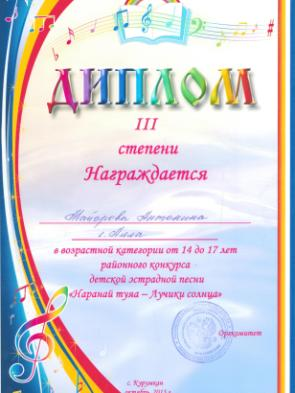 ДИПЛОМ
III
степени
Награждается
Майорова Антонина
с. Алла
в возрастной категории от 14 до 17 лет
районного конкурса
детской эстрадной песни
«Наранай туяа – Лучики солнца»
Оргкомитет
с. Курумкан
октябрь 2015 г